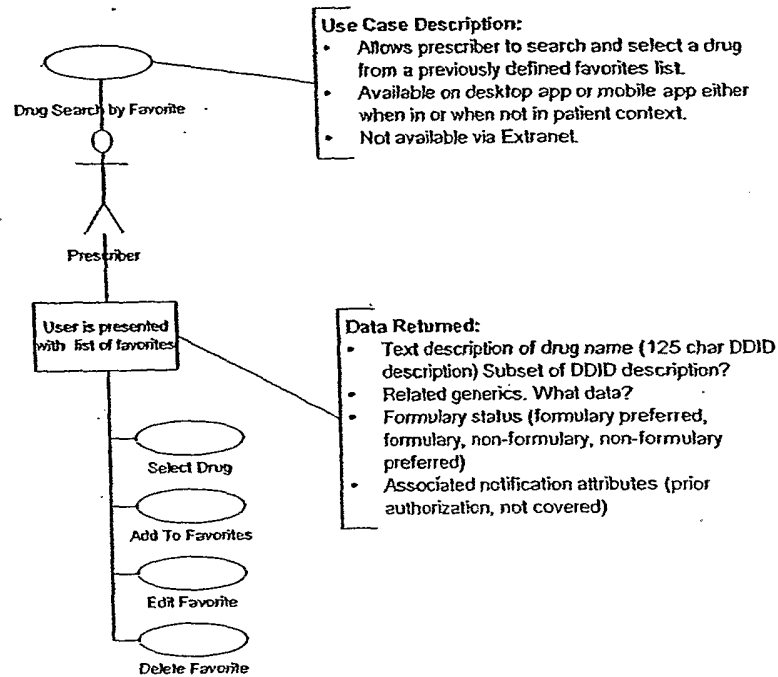 Use Case Description:
• Allows prescriber to search and select a drug
from a previously defined favorites list.
• Available on desktop app or mobile app either
when in or when not in patient context.
• Not available via Extranet.
Drug Search by Favorite
Prescriber
User is presented
with list of favorites
Data Returned:
• Text description of drug name (125 char DDID
description) Subset of DDID description?
• Related generics. What data?
• Formulary status (formulary preferred,
formulary, non-formulary, non-formulary
preferred)
• Associated notification attributes (prior
authorization, not covered)
Select Drug
Add To Favorites
Edit Favorite
Delete Favorite